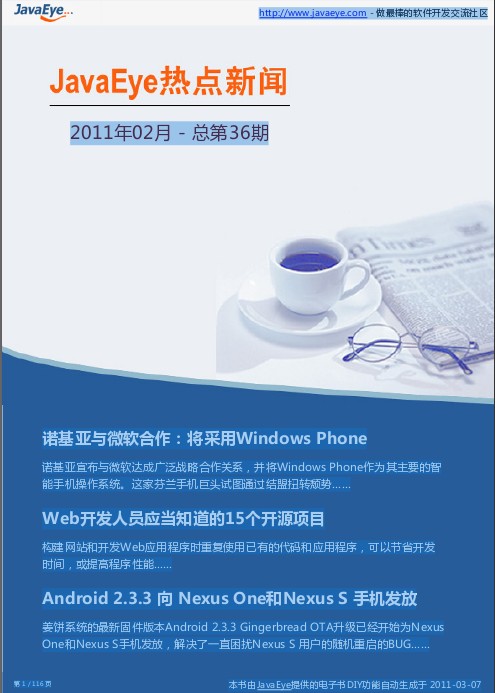 JavaEye...
http://www.javaeye.com - 做最棒的软件开发交流社区
JavaEye热点新闻
2011年02月 - 总第36期
Times
诺基亚与微软合作：将采用Windows Phone
诺基亚宣布与微软达成广泛战略合作关系，并将Windows Phone作为其主要的智
能手机操作系统。这家芬兰手机巨头试图通过结盟扭转颓势......
Web开发人员应当知道的15个开源项目
构建网站和开发Web应用程序时重复使用已有的代码和应用程序，可以节省开发
时间，或提高程序性能......
Android 2.3.3 向 Nexus One和Nexus S 手机发放
姜饼系统的最新固件版本Android 2.3.3 Gingerbread OTA升级已经开始为Nexus
One和Nexus S手机发放，解决了一直困扰Nexus S 用户的随机重启的BUG......
第 1 / 116 页
本书由JavaEye提供的电子书DIY功能自动生成于 2011-03-07